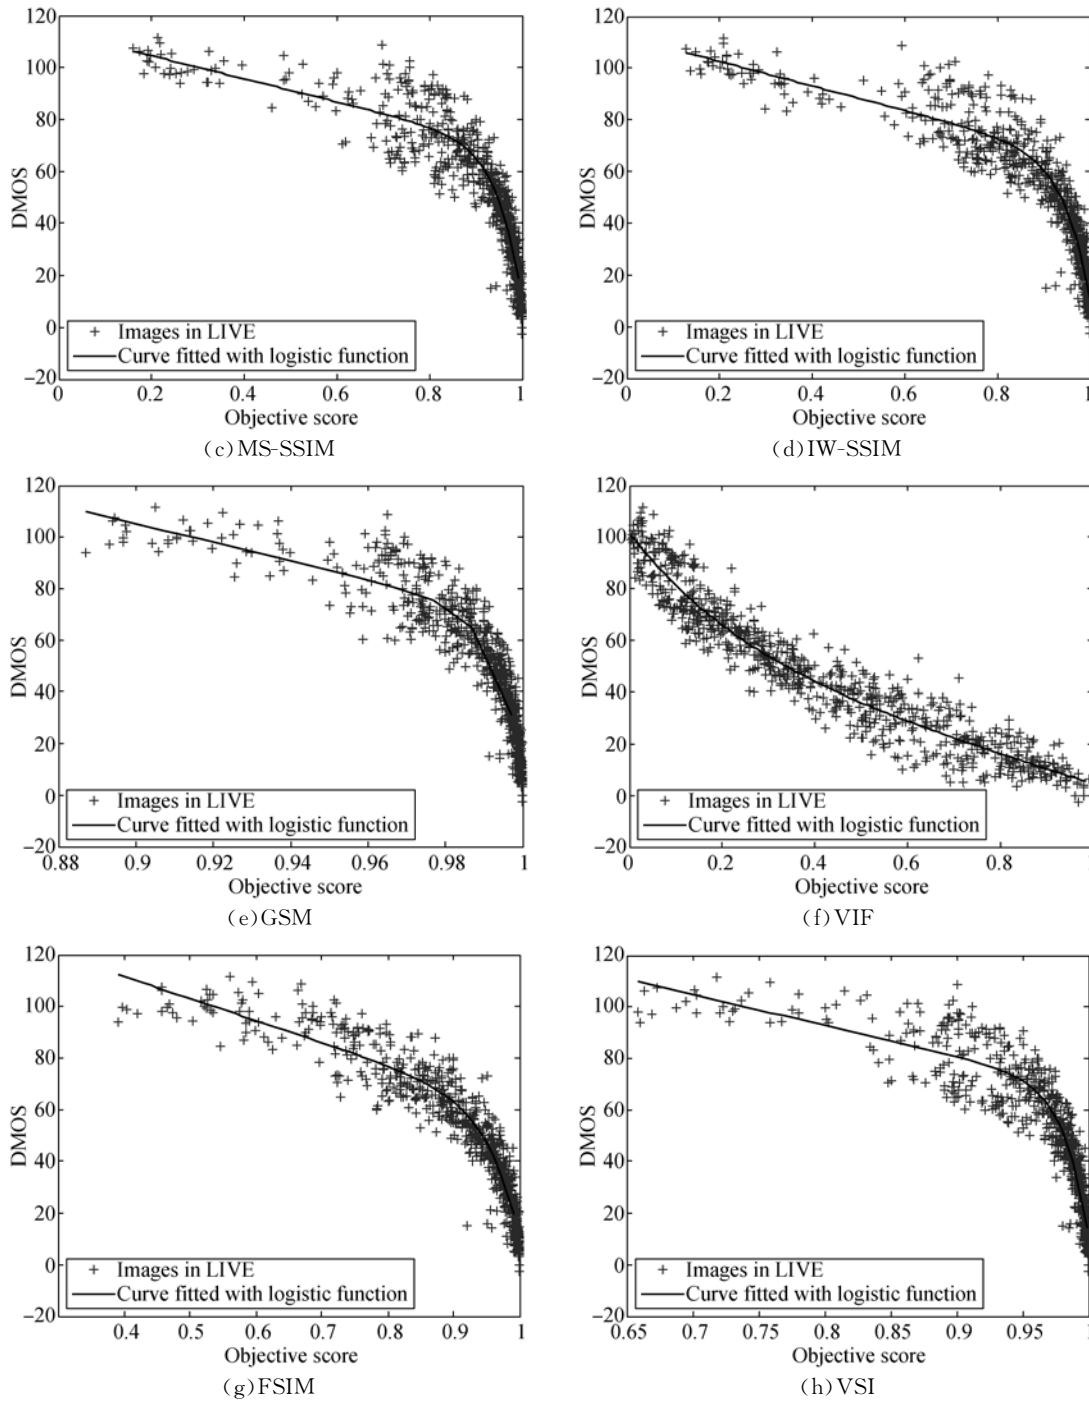 120
100
80
60
40
20
0
−20
DMOS
Images in LIVE
Curve fitted with logistic function
0 0.2 0.4 0.6 0.8 1
Objective score
(c)MS-SSIM
120
100
80
60
40
20
0
−20
DMOS
Images in LIVE
Curve fitted with logistic function
0 0.2 0.4 0.6 0.8 1
Objective score
(d)IW-SSIM
120
100
80
60
40
20
0
−20
DMOS
Images in LIVE
Curve fitted with logistic function
0.88 0.9 0.92 0.94 0.96 0.98 1
Objective score
(e)GSM
120
100
80
60
40
20
0
−20
DMOS
Images in LIVE
Curve fitted with logistic function
0 0.2 0.4 0.6 0.8
Objective score
(f)VIF
120
100
80
60
40
20
0
−20
DMOS
Images in LIVE
Curve fitted with logistic function
0.4 0.5 0.6 0.7 0.8 0.9 1
Objective score
(g)FSIM
120
100
80
60
40
20
0
−20
DMOS
Images in LIVE
Curve fitted with logistic function
0.65 0.7 0.75 0.8 0.85 0.9 0.95 1
Objective score
(h)VSI